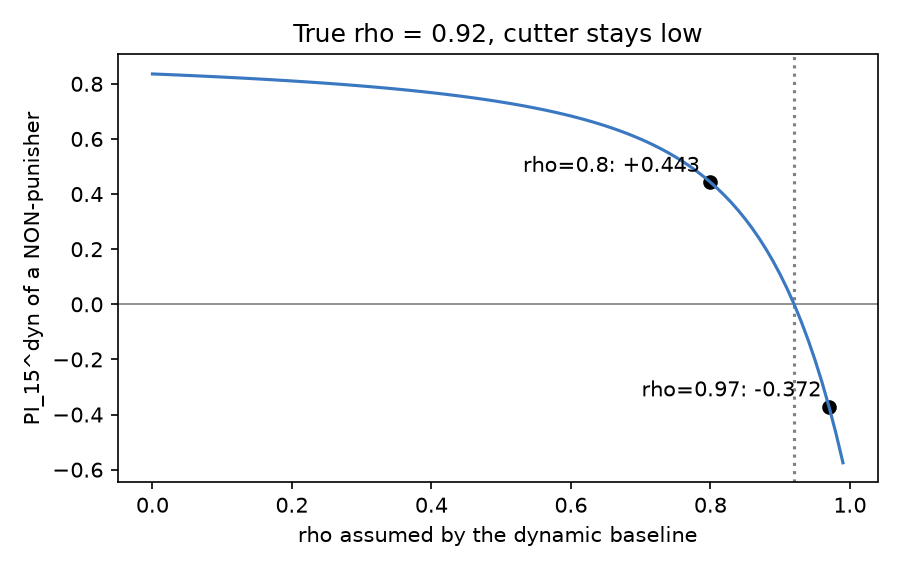 True rho = 0.92, cutter stays low
PI_15^dyn of a NON-punisher
0.8
0.6
0.4
0.2
0.0
−0.2
−0.4
−0.6
rho=0.8: +0.443
rho=0.97: -0.372
0.0 0.2 0.4 0.6 0.8 1.0
rho assumed by the dynamic baseline